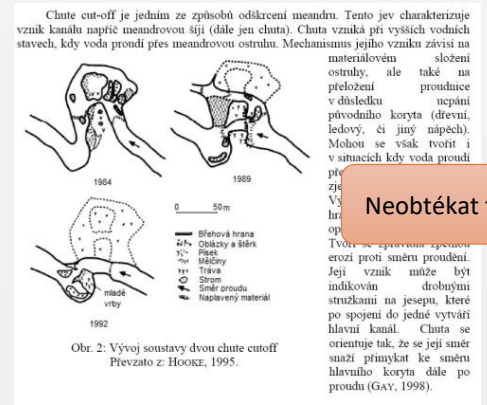 Chute cut-off je jedním ze způsobů odškrcení meandru. Tento jev charakterizuje
vznik kanálu napříč meandrovou šíjí (dále jen chuta). Chuta vzniká při vyšších vodních
stavech, kdy voda proudí přes meandrovou ostruhu. Mechanismus jejího vzniku závisí na
materiálovém složení
ostruhy, ale také na
přeložení proudnice
v důsledku ucpání
původního koryta (dřevní,
ledový, či jiný nápěch).
Mohou se však tvořit i
v situacích kdy voda proudí
Neobtékat
Tvoří se zpravidla zpětnou
erozí proti směru proudění.
Její vznik může být
indikován drobnými
stružkami na jesepu, které
po spojení do jedné vytváří
hlavní kanál. Chuta se
orientuje tak, že se její směr
snaží přimykat ke směru
hlavního koryta dále po
proudu (GAY, 1998).
1984
1989
0 50m
Břehová hrana
Oblázky a štěrk
Písek
Mělčiny
Tráva
Strom
Směr proudu
Naplavený materiál
mladé
vrby
1992
Obr. 2: Vývoj soustavy dvou chute cutoff
Převzato z: HOOKE, 1995.